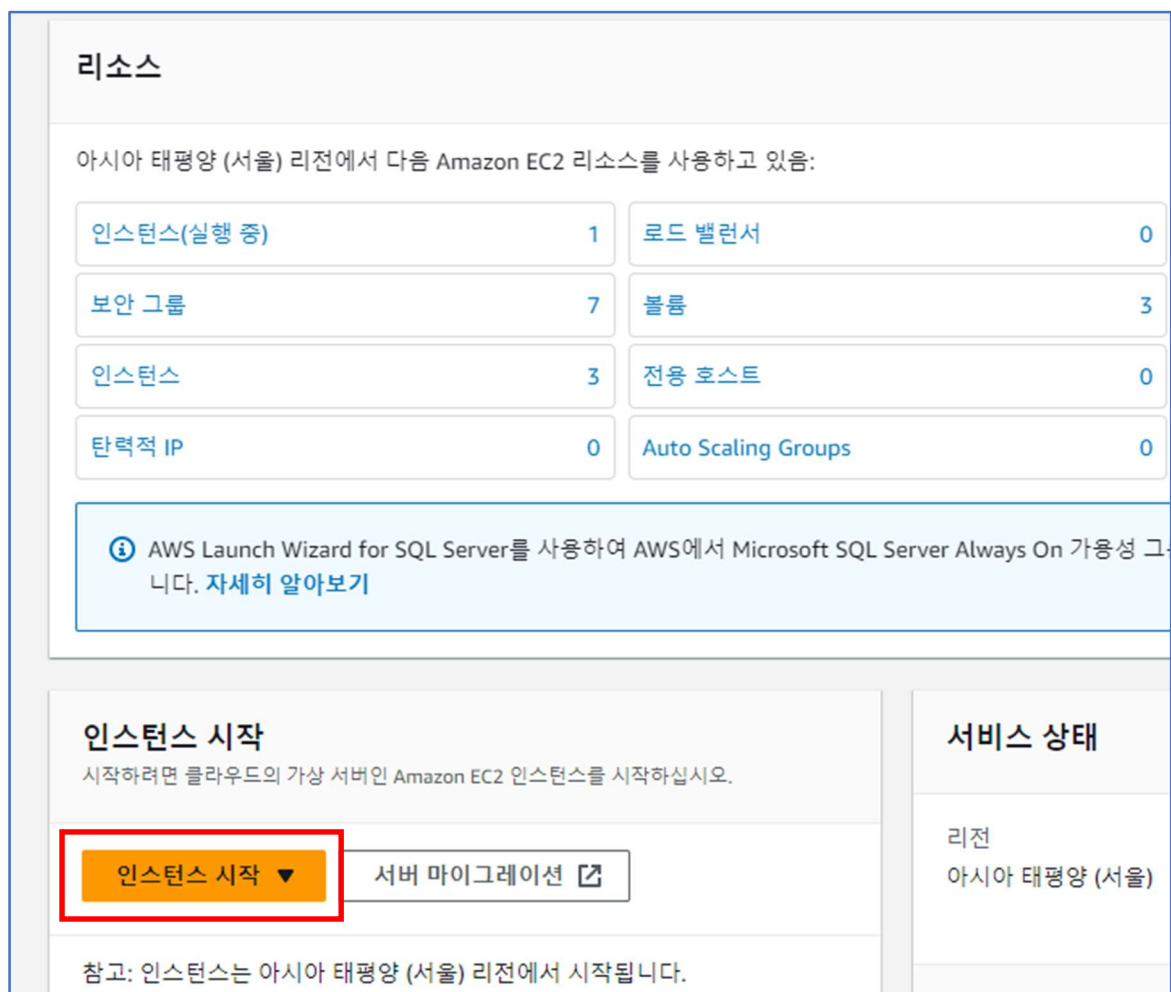 리소스
아시아 태평양 (서울) 리전에서 다음 Amazon EC2 리소스를 사용하고 있음:
인스턴스(실행 중) 1 로드 밸런서 0
보안 그룹 7 볼륨 3
인스턴스 3 전용 호스트 0
탄력적 IP 0 Auto Scaling Groups 0
AWS Launch Wizard for SQL Server를 사용하여 AWS에서 Microsoft SQL Server Always On 가용성
니다. 자세히 알아보기
인스턴스 시작
시작하려면 클라우드의 가상 서버인 Amazon EC2 인스턴스를 시작하십시오.
인스턴스 시작 ▼ 서버 마이그레이션
참고: 인스턴스는 아시아 태평양 (서울) 리전에서 시작됩니다.
서비스 상태
리전
아시아 태평양 (서울)